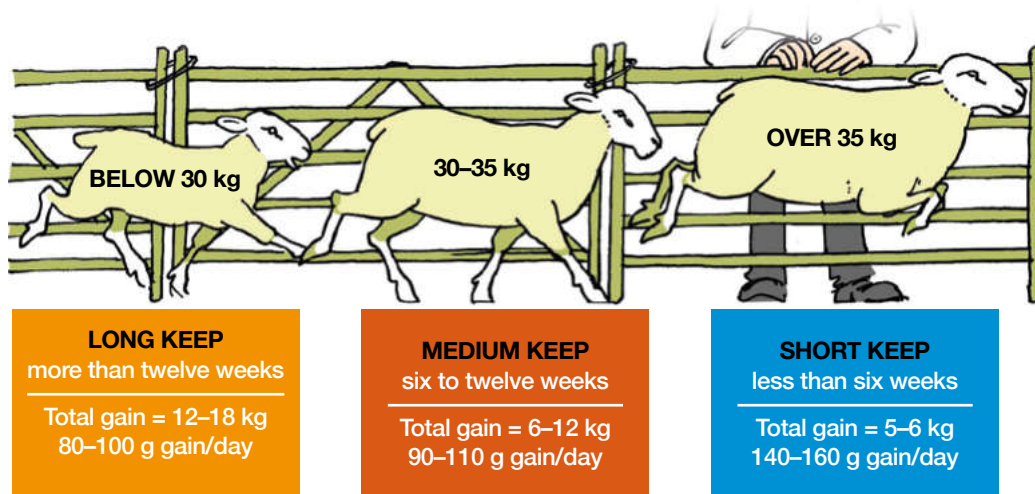 BELOW 30 kg
30–35 kg
OVER 35 kg
LONG KEEP
more than twelve weeks
Total gain = 12–18 kg
80–100 g gain/day
MEDIUM KEEP
six to twelve weeks
Total gain = 6–12 kg
90–110 g gain/day
SHORT KEEP
less than six weeks
Total gain = 5–6 kg
140–160 g gain/day